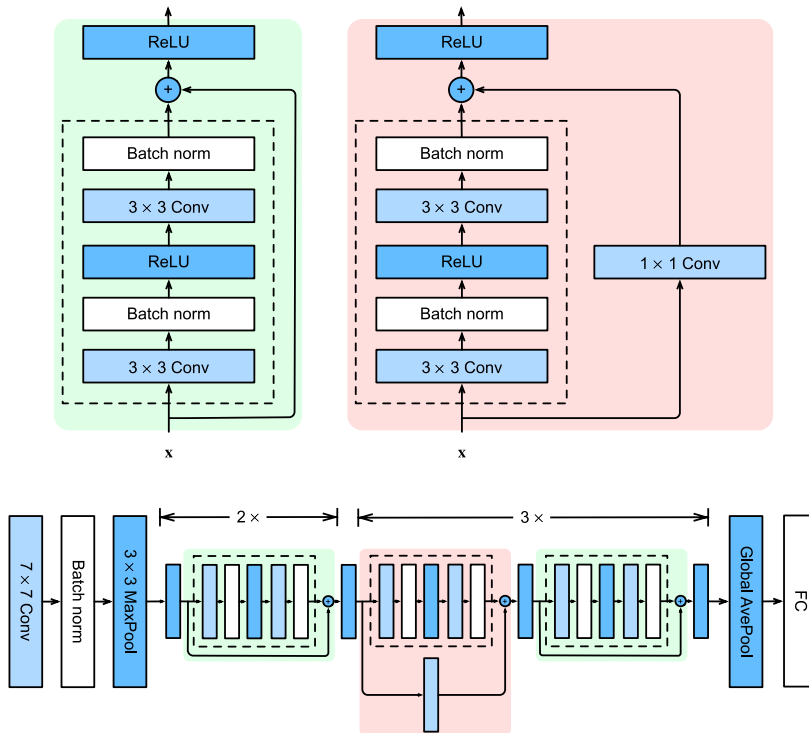 ReLU
+
Batch norm
3 × 3 Conv
ReLU
Batch norm
3 × 3 Conv
x
ReLU
+
Batch norm
3 × 3 Conv
ReLU
Batch norm
3 × 3 Conv
1 × 1 Conv
x
2 ×
3 ×
7 × 7 Conv
Batch norm
3 × 3 MaxPool
+
+
+
Global AvePool
FC